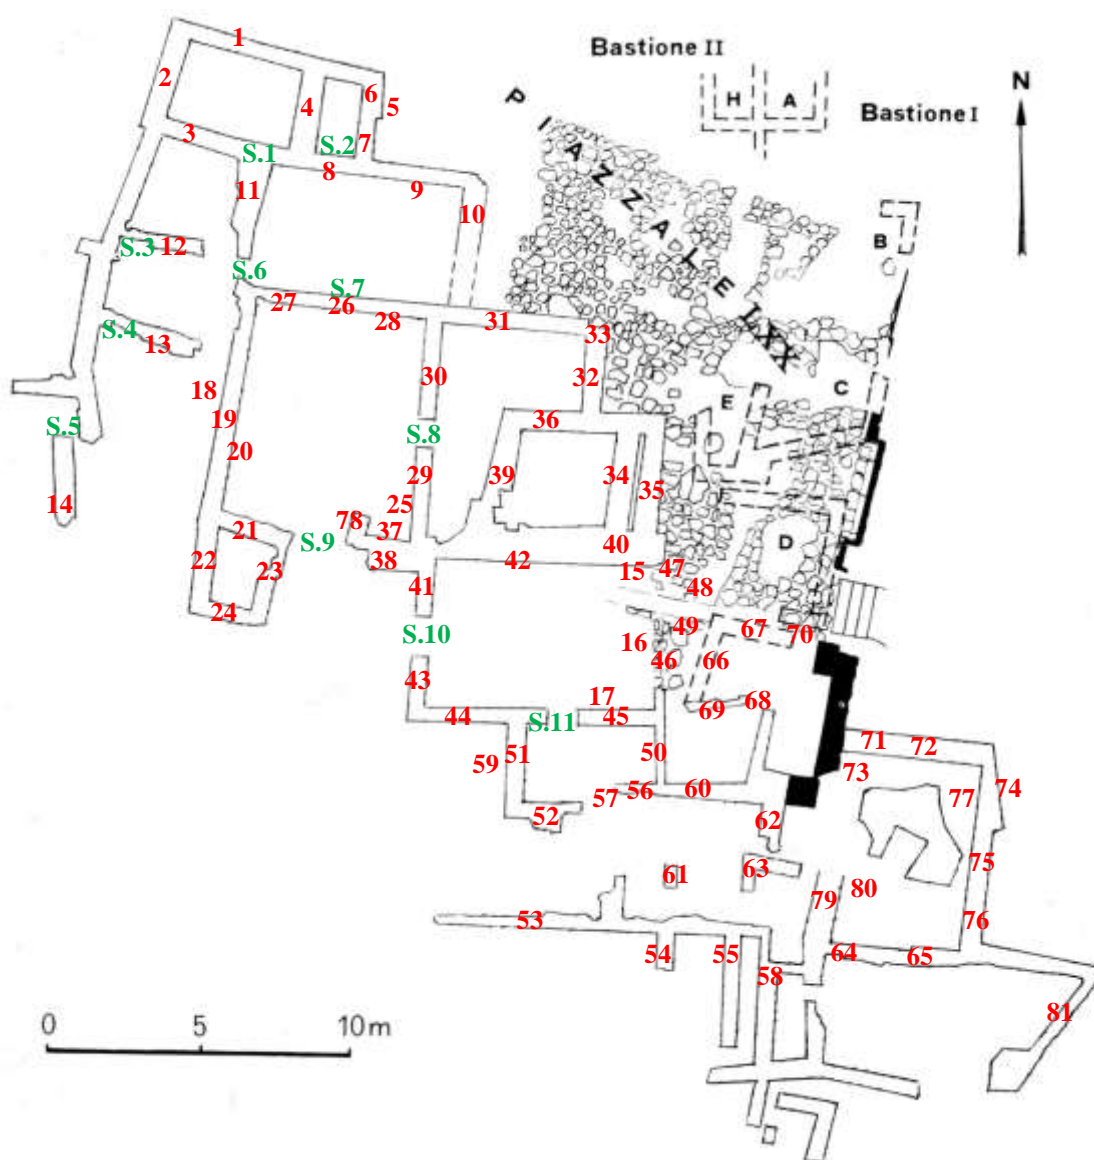 1
Bastione II
2
6
H
A
N
4
5
P
I
Bastione I
3
7
S.2
A
S.1
8
Z
11
9
Z
10
A
B
S.3
12
L
S.6
E
S.7
27
26
28
31
I
X
X
S.4
13
33
30
32
C
18
E
19
36
S.5
S.8
20
29
39
34
35
14
25
78
21
37
S.9
40
D
22
23
38
42
15
47
41
48
24
S.10
16
49
67
70
46
66
43
17
69
68
44
S.11
45
59
51
50
71
72
73
57
56
60
77
74
52
62
61
63
75
79
80
53
54
55
76
58
64
65
81
0
5
10m